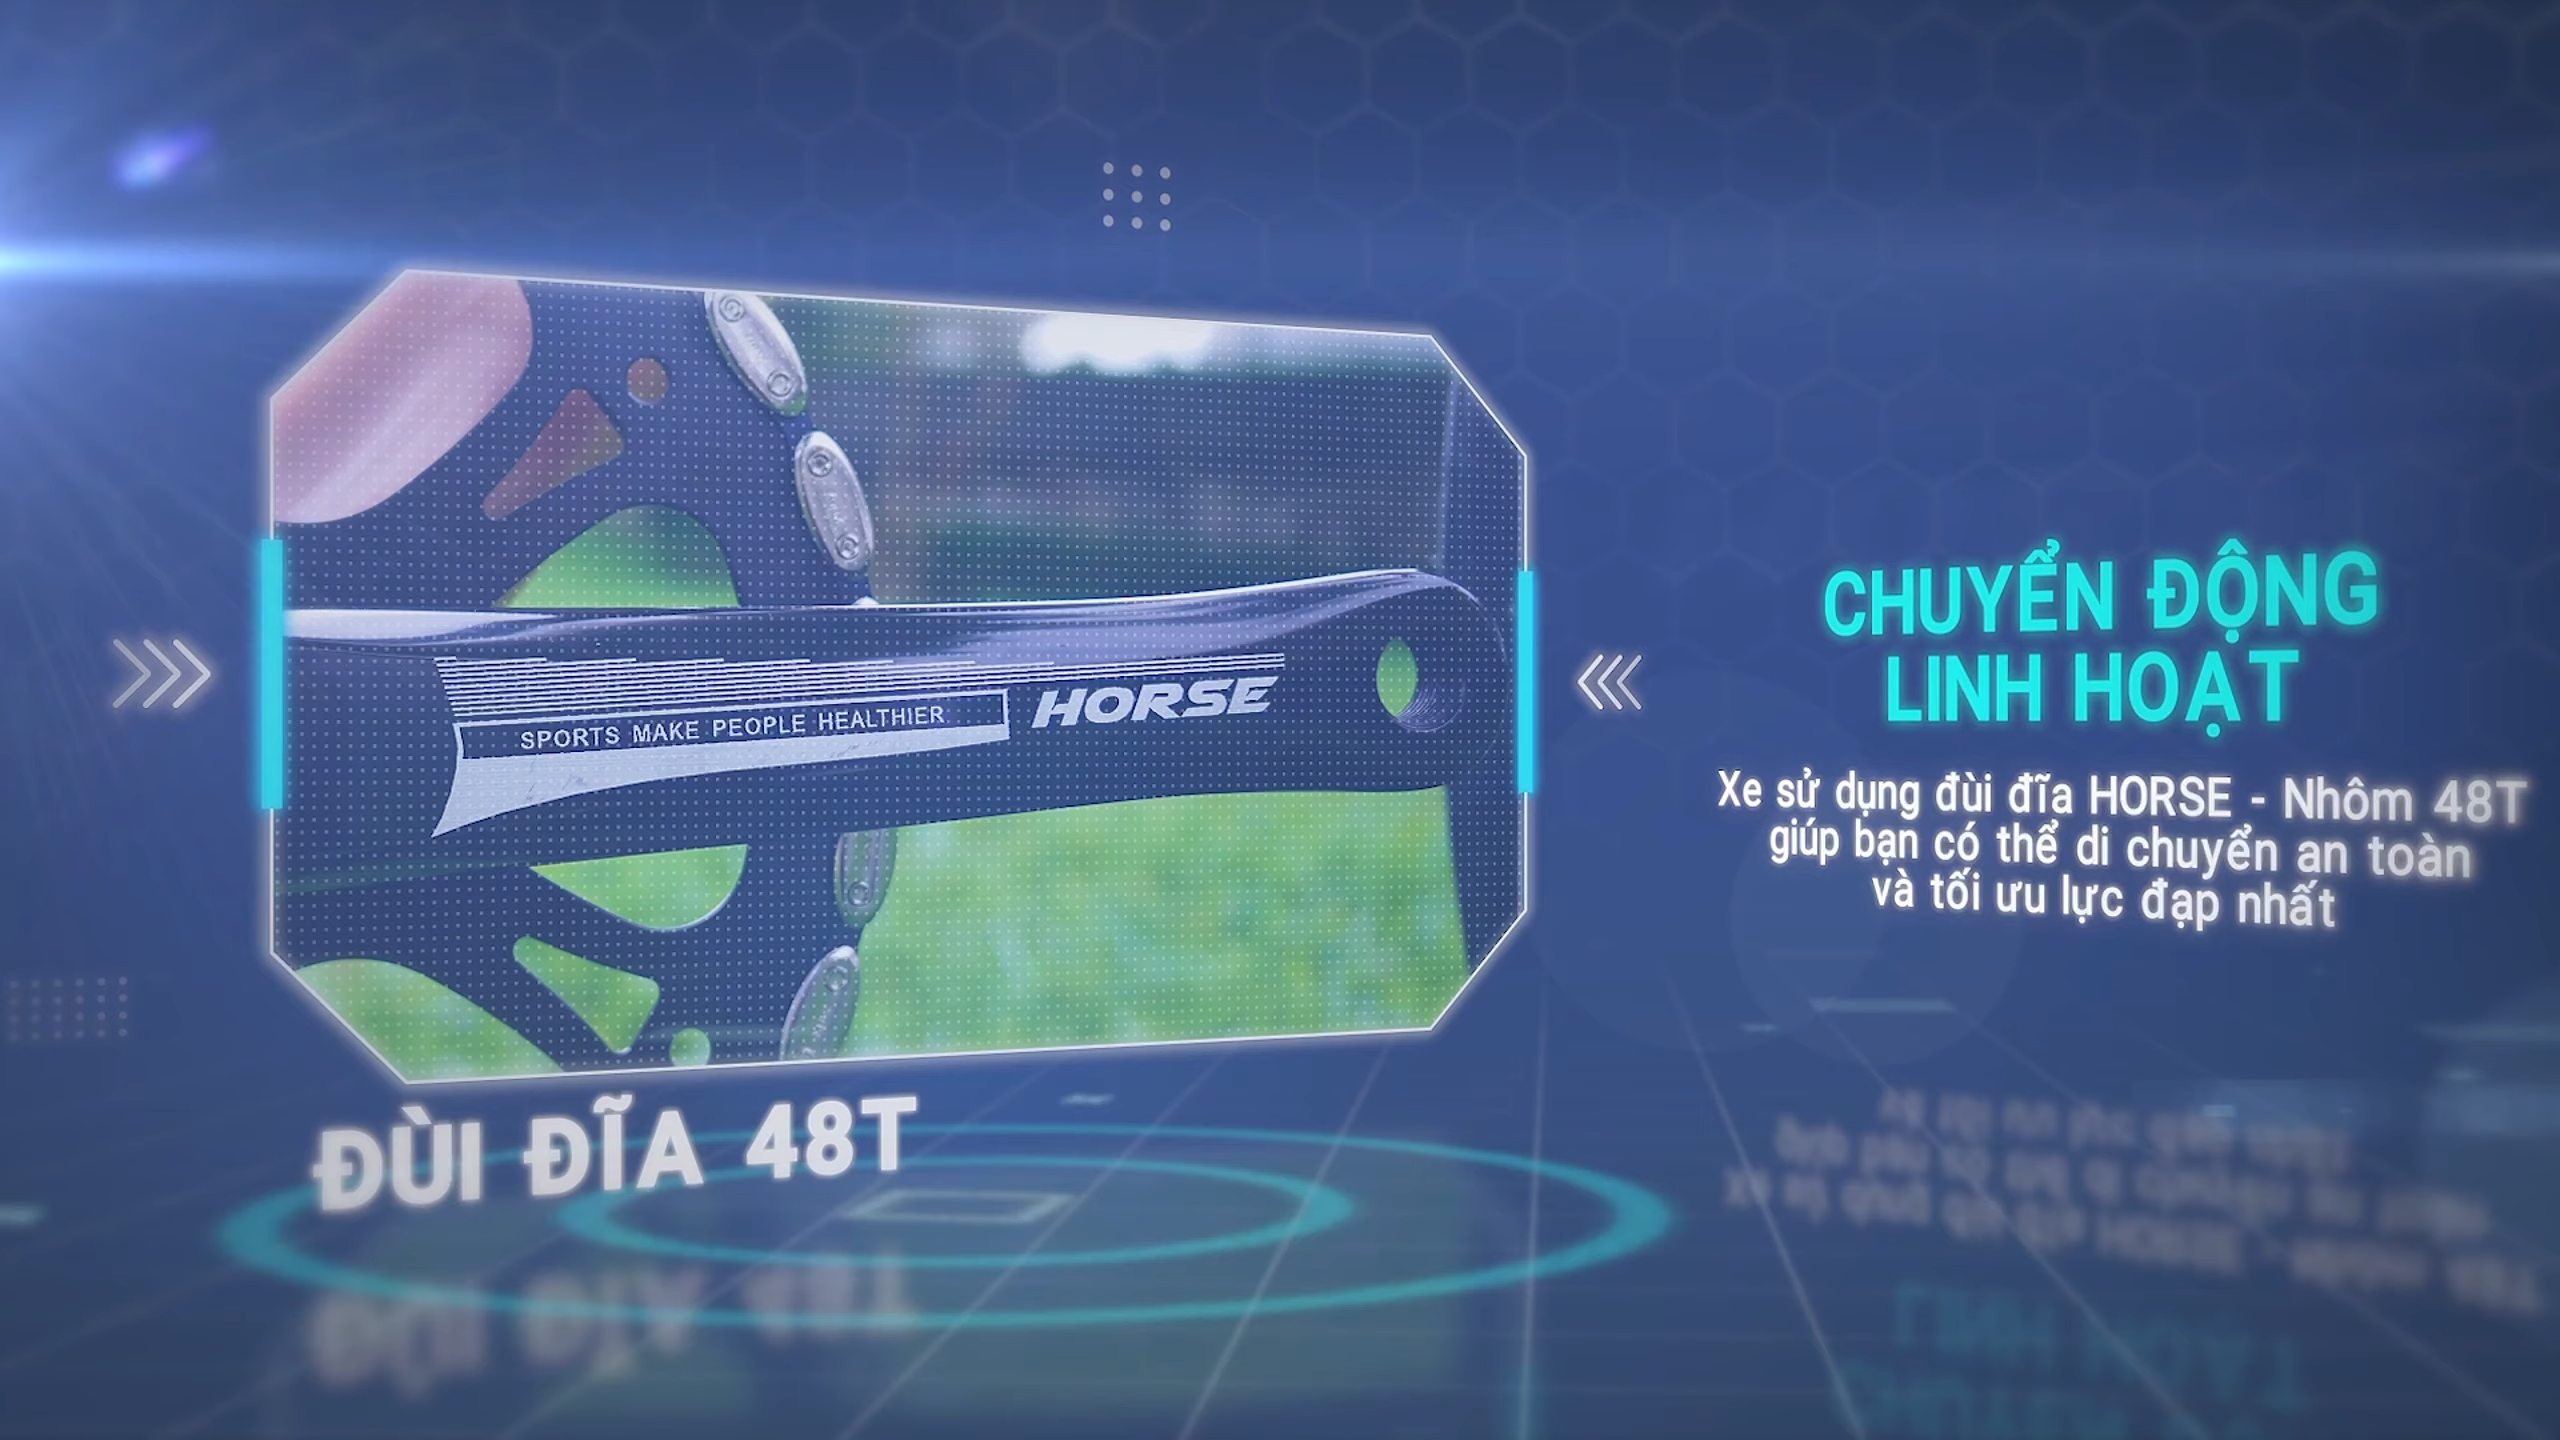 SPORTS MAKE PEOPLE HEALTHIER
HORSE
ĐÙI ĐĨA 48T
CHUYỂN ĐỘNG
LINH HOẠT
Xe sử dụng đùi đĩa HORSE - Nhôm 48T
giúp bạn có thể di chuyển an toàn
và tối ưu lực đạp nhất